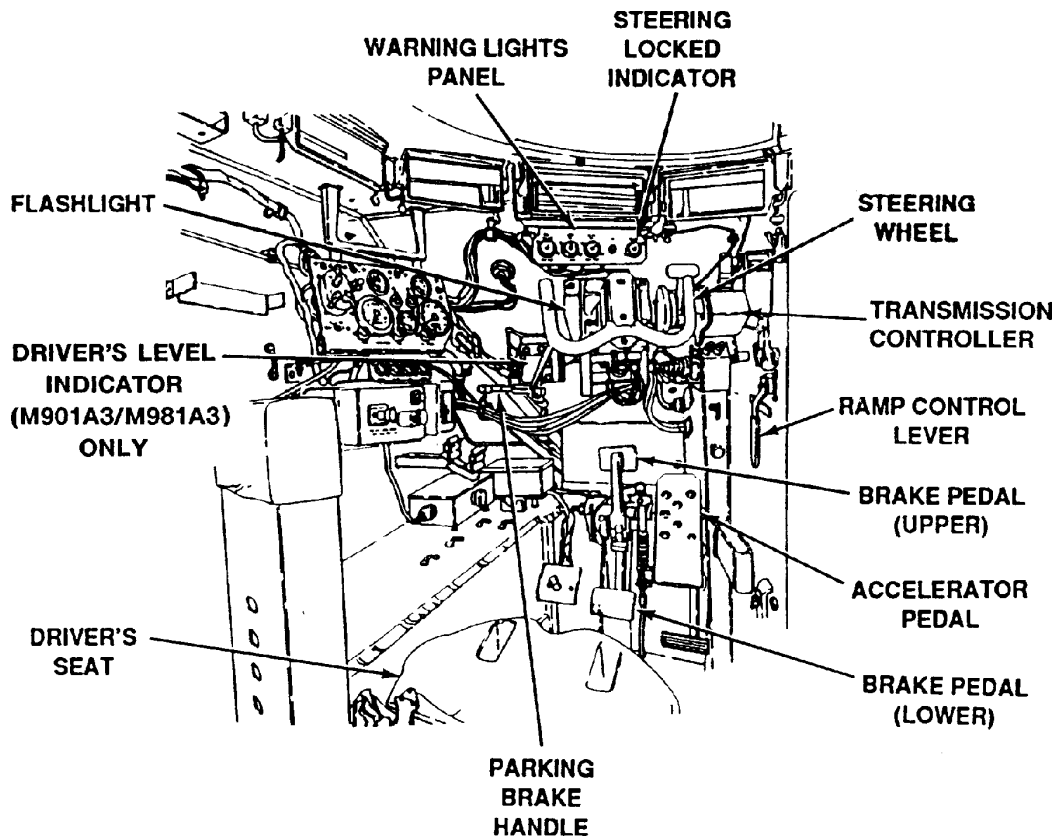 STEERING
LOCKED
INDICATOR
WARNING LIGHTS
PANEL
FLASHLIGHT
STEERING
WHEEL
TRANSMISSION
CONTROLLER
DRIVER'S LEVEL
INDICATOR
(M901A3/M981A3)
ONLY
RAMP CONTROL
LEVER
BRAKE PEDAL
(UPPER)
ACCELERATOR
PEDAL
DRIVER'S
SEAT
BRAKE PEDAL
(LOWER)
PARKING
BRAKE
HANDLE